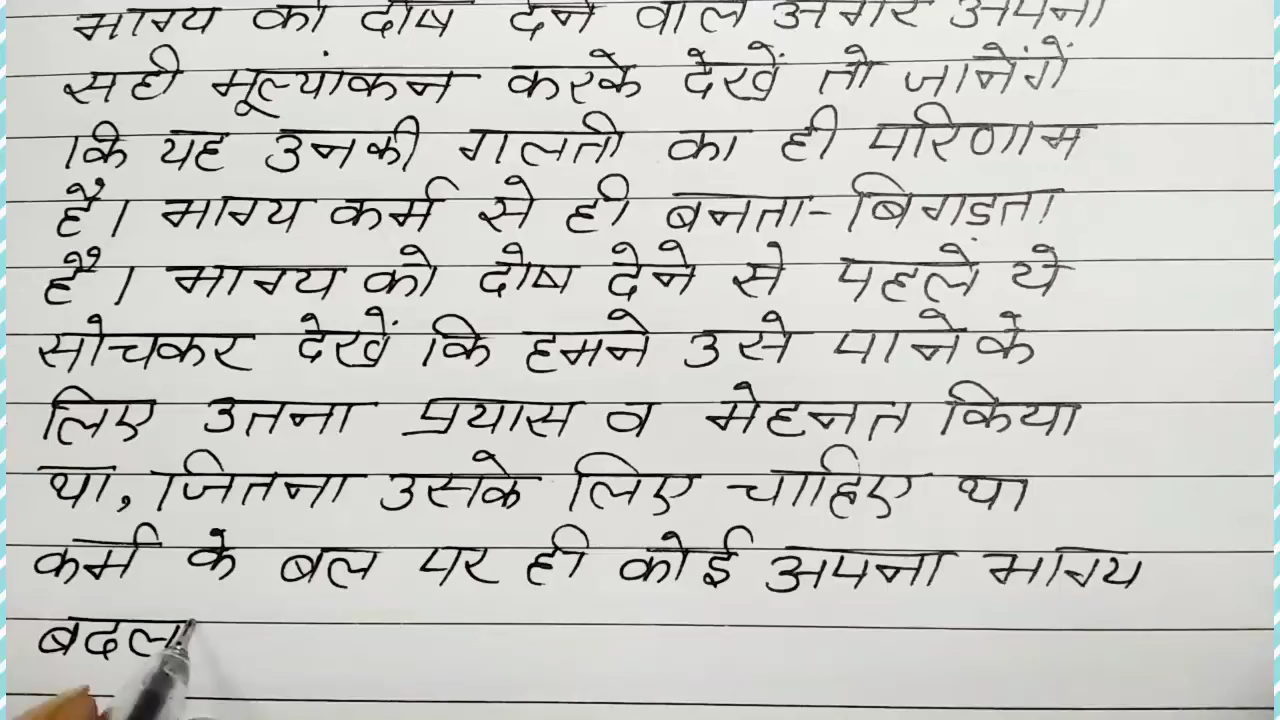 भाग्य को दोष देने वाले अगर अपना
सही मूल्यांकन करके देखें तो जानेंगें
कि यह उनकी गलती का ही परिणाम
है। भाग्य कर्म से ही बनता-बिगडता
है। भाग्य को दोष देने से पहले ये
सोचकर देखें कि हमने उसे पाने के
लिए उतना प्रयास व मेहनत किया
था, जितना उसके लिए चाहिए था
कर्म के बल पर ही कोई अपना भाग्य
बदल